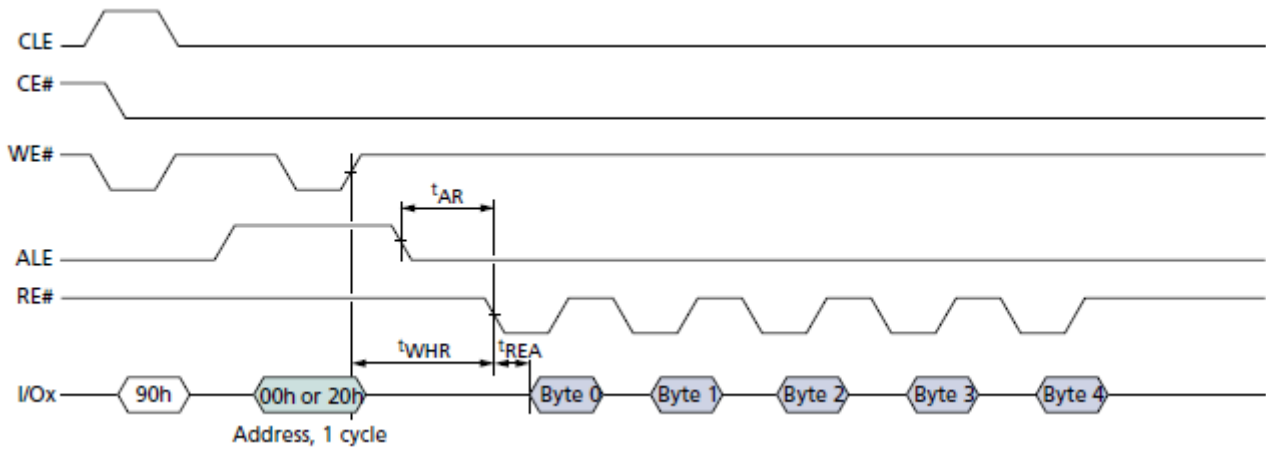 CLE
CE#
WE#
tAR
ALE
RE#
tWHR
tREA
I/Ox
90h
00h or 20h
Byte 0
Byte 1
Byte 2
Byte 3
Byte 4
Address, 1 cycle